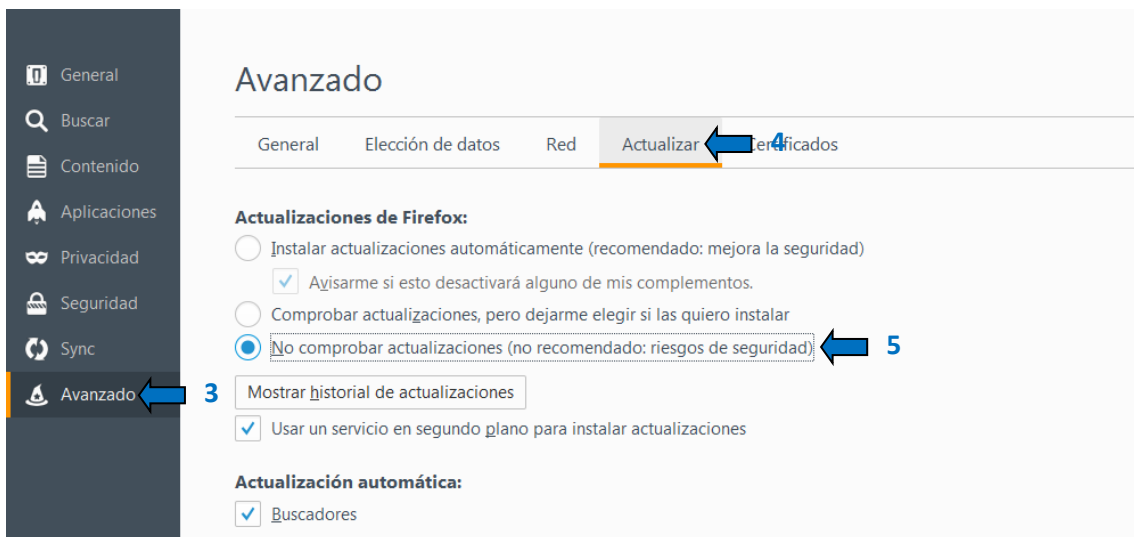 General
Buscar
Contenido
Aplicaciones
Privacidad
Seguridad
Sync
Avanzado 3
Avanzado
General Elección de datos Red Actualizar 4 Certificados
Actualizaciones de Firefox:
Instalar actualizaciones automáticamente (recomendado: mejora la seguridad)
Avisarme si esto desactivará alguno de mis complementos.
Comprobar actualizaciones, pero dejarme elegir si las quiero instalar
No comprobar actualizaciones (no recomendado: riesgos de seguridad) 5
Mostrar historial de actualizaciones
Usar un servicio en segundo plano para instalar actualizaciones
Actualización automática:
Buscadores